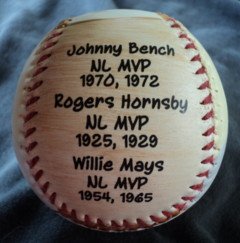 Johnny Bench
NL MVP
1970, 1972
Rogers Hornsby
NL MVP
1925, 1929
Willie Mays
NL MVP
1954, 1965